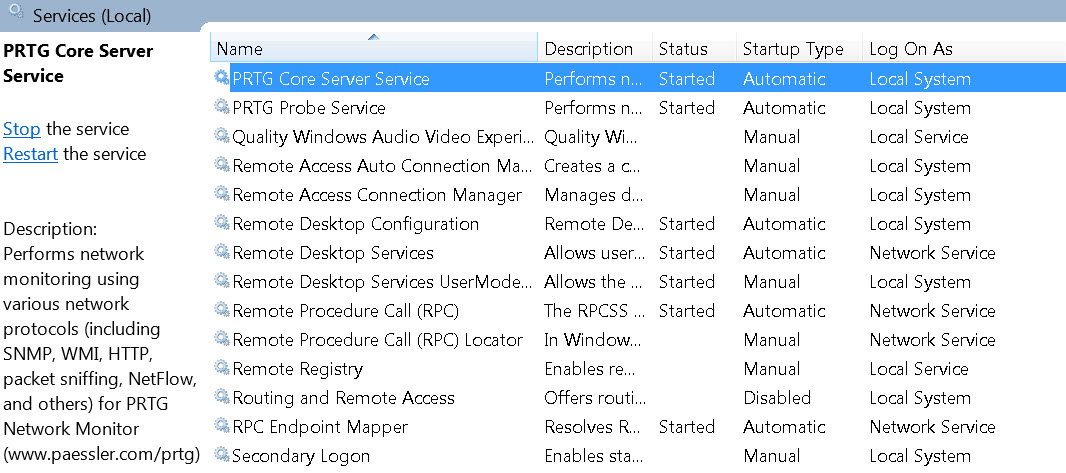 Services (Local)
PRTG Core Server
Service
Stop the service
Restart the service
Description:
Performs network
monitoring using
various network
protocols (including
SNMP, WMI, HTTP,
packet sniffing, NetFlow,
and others) for PRTG
Network Monitor
(www.paessler.com/prtg)
Name Description Status Startup Type Log On As
PRTG Core Server Service Performs n... Started Automatic Local System
PRTG Probe Service Performs n... Started Automatic Local System
Quality Windows Audio Video Experi... Quality Wi... Manual Local Service
Remote Access Auto Connection Ma... Creates a c... Manual Local System
Remote Access Connection Manager Manages d... Manual Local System
Remote Desktop Configuration Remote De... Started Automatic Local System
Remote Desktop Services Allows user... Started Automatic Network Service
Remote Desktop Services UserMode... Allows the ... Started Manual Local System
Remote Procedure Call (RPC) The RPCSS ... Started Automatic Network Service
Remote Procedure Call (RPC) Locator In Window... Manual Network Service
Remote Registry Enables re... Manual Local Service
Routing and Remote Access Offers routi... Disabled Local System
RPC Endpoint Mapper Resolves R... Started Automatic Network Service
Secondary Logon Enables sta... Manual Local System